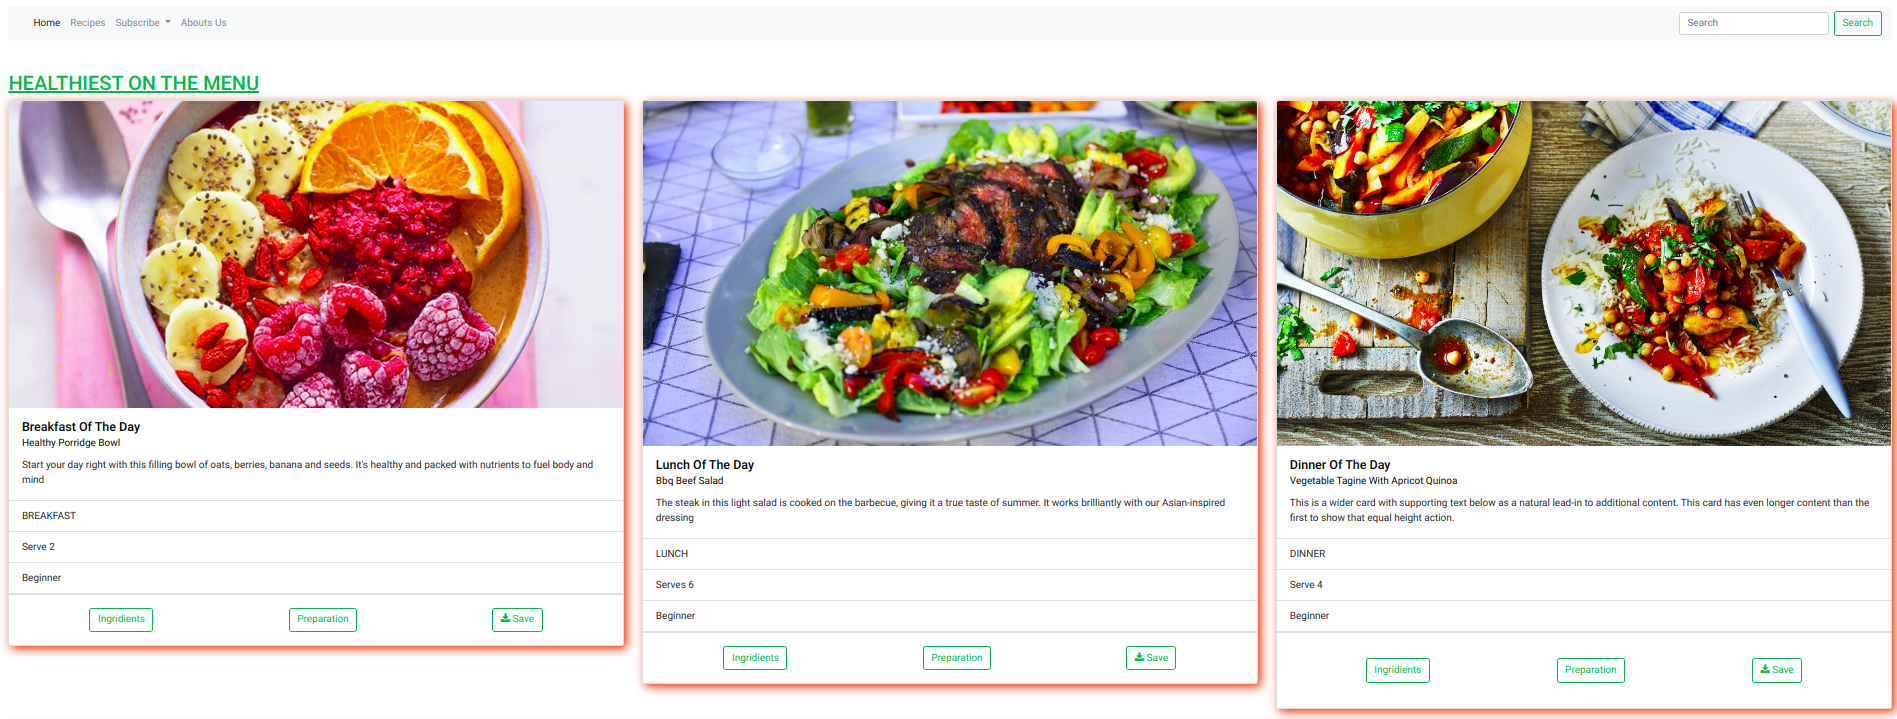 Home Recipes Subscribe Abouts Us Search Search
HEALTHIEST ON THE MENU
Breakfast Of The Day
Healthy Porridge Bowl
Start your day right with this filling bowl of oats, berries, banana and seeds. It's healthy and packed with nutrients to fuel body and
mind
BREAKFAST
Serve 2
Beginner
Ingridients Preparation Save
Lunch Of The Day
Bbq Beef Salad
The steak in this light salad is cooked on the barbecue, giving it a true taste of summer. It works brilliantly with our Asian-inspired
dressing
LUNCH
Serves 6
Beginner
Ingridients Preparation Save
Dinner Of The Day
Vegetable Tagine With Apricot Quinoa
This is a wider card with supporting text below as a natural lead-in to additional content. This card has even longer content than the
first to show that equal height action.
DINNER
Serve 4
Beginner
Ingridients Preparation Save